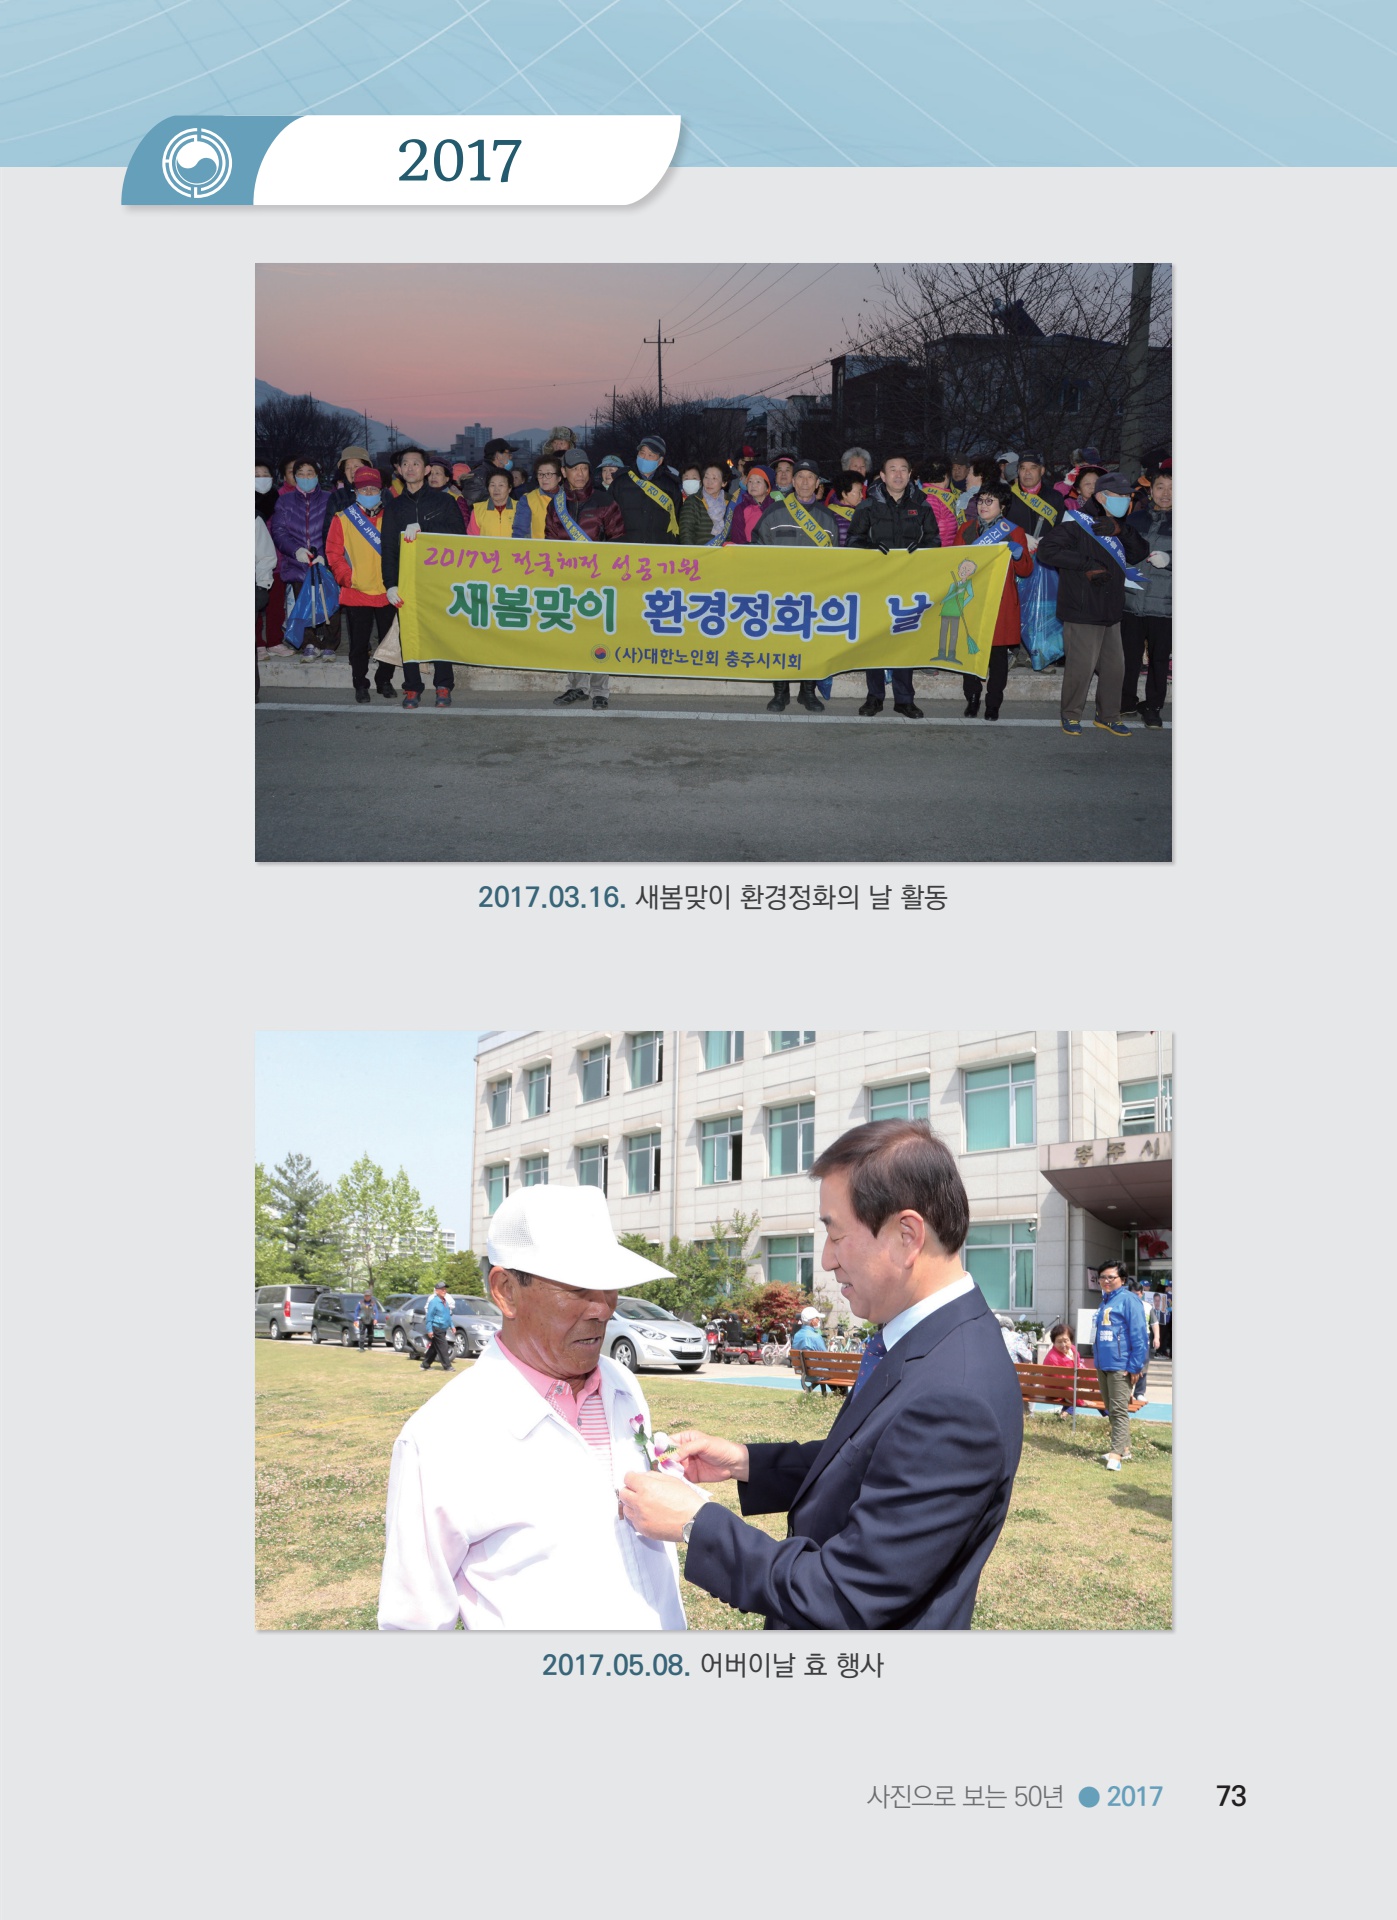 2017
2017년 전국체전 성공기원
새봄맞이 환경정화의 날
(사)대한노인회 충주시지회
2017.03.16. 새봄맞이 환경정화의 날 활동
충주시
2017.05.08. 어버이날 효 행사
사진으로 보는 50년 ● 2017 73